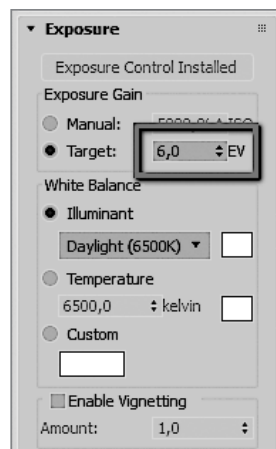 Exposure
Exposure Control Installed
Exposure Gain
Manual:
Target: 6,0 EV
White Balance
Illuminant
Daylight (6500K)
Temperature
6500,0 kelvin
Custom
Enable Vignetting
Amount: 1,0